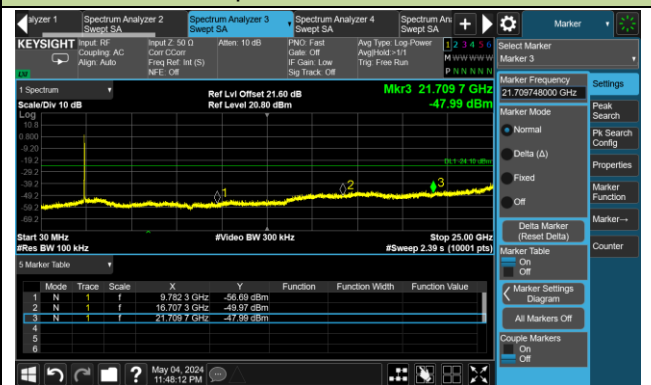 alyzer 1
Spectrum Analyzer 2
Swept SA
Spectrum Analyzer 3
Swept SA
Spectrum Analyzer 4
Swept SA
Spectrum An
Swept SA
Marker
KEYSIGHT
Input: RF
Coupling: AC
Align: Auto
Input Z: 50 Ω
Corr CCorr
Freq Ref: Int (S)
NFE: Off
Atten: 10 dB
PNO: Fast
Gate: Off
IF Gain: Low
Sig Track: Off
Avg Type: Log-Power
Avg|Hold:>1/1
Trig: Free Run
1 2 3 4 5 6
M W W W W W
P N N N N N
LW
Select Marker
Marker 3
1 Spectrum
Scale/Div 10 dB
Ref Lvl Offset 21.60 dB
Ref Level 20.80 dBm
Mkr3 21.709 7 GHz
-47.99 dBm
Log
10.8
0.800
-9.20
-19.2
-29.2
-39.2
-49.2
-59.2
-69.2
DL1 -24.10 dBm
1
2
3
Start 30 MHz
#Video BW 300 kHz
Stop 25.00 GHz
#Res BW 100 kHz
#Sweep 2.39 s (10001 pts)
5 Marker Table
Mode Trace Scale X Y Function Function Width Function Value
1 N 1 f 9.782 3 GHz -56.69 dBm
2 N 1 f 16.707 3 GHz -49.97 dBm
3 N 1 f 21.709 7 GHz -47.99 dBm
4
5
6
Marker Frequency
21.709748000 GHz
Marker Mode
Normal
Delta (Δ)
Fixed
Off
Delta Marker
(Reset Delta)
Marker Table
On
Off
Marker Settings
Diagram
All Markers Off
Couple Markers
On
Off
Settings
Peak
Search
Pk Search
Config
Properties
Marker
Function
Marker→
Counter
May 04, 2024
11:48:12 PM